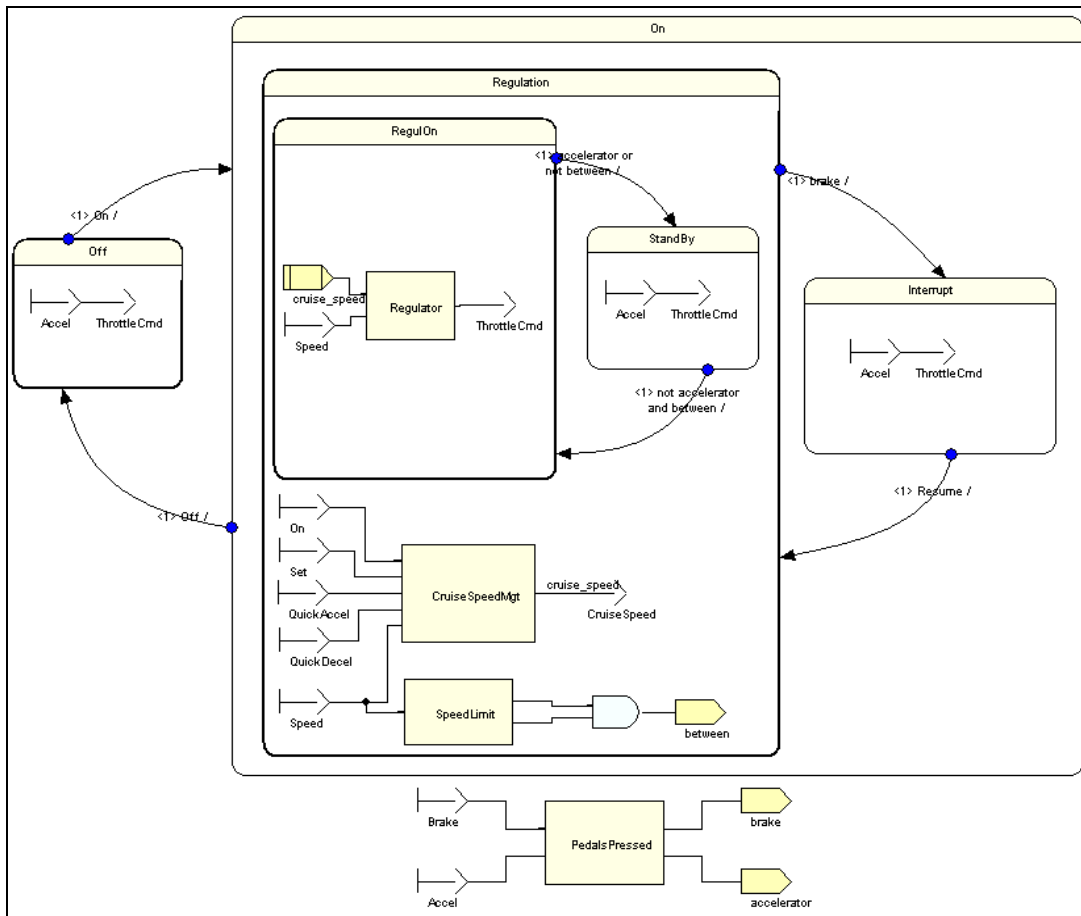 On
Regulation
RegulOn
<1> accelerator or
not between /
<1> brake /
<1> On /
Off
StandBy
Interrupt
cruise_speed
Regulator
Accel
ThrottleCmd
Speed
ThrottleCmd
Accel
ThrottleCmd
Accel
ThrottleCmd
<1> not accelerator
and between /
<1> Resume /
<1> Off /
On
Set
QuickAccel
QuickDecel
CruiseSpeedMgt
cruise_speed
CruiseSpeed
Speed
SpeedLimit
between
Brake
PedalsPressed
brake
Accel
accelerator